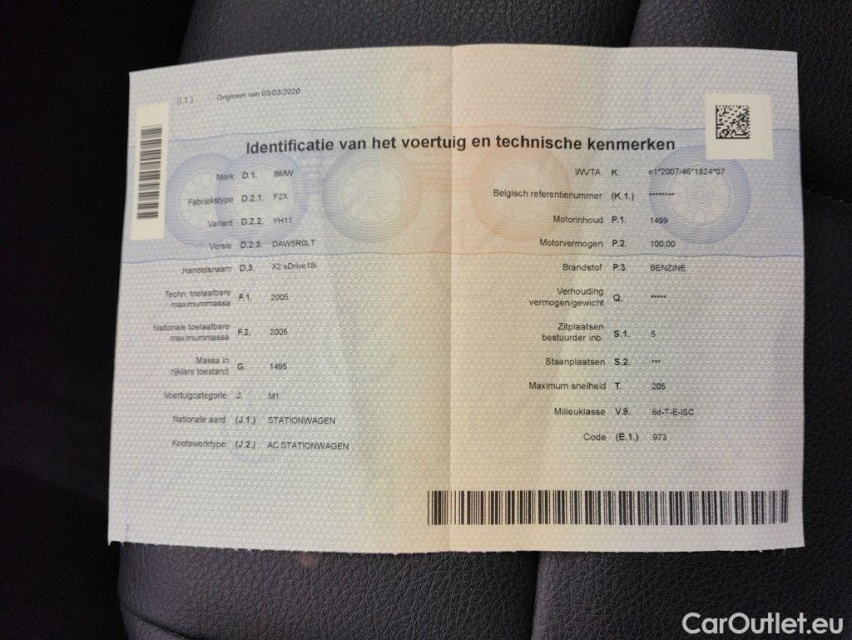 (I.1.) Origineel van 03/03/2020
Identificatie van het voertuig en technische kenmerken
Merk D.1. BMW
Fabriekstype D.2.1. F2X
Variant D.2.2. YH11
Versie D.2.3. DAW5R0LT
Handelsnaam D.3. X2 sDrive18i
Techn. toelaatbare
maximummassa F.1. 2005
Nationale toelaatbare
maximummassa F.2. 2005
Massa in
rijklare toestand G. 1495
Voertuigcategorie J. M1
Nationale aard (J.1.) STATIONWAGEN
Koetswerktype (J.2.) AC STATIONWAGEN
WVTA K. e1*2007/46*1824*07
Belgisch referentienummer (K.1.) ********
Motorinhoud P.1. 1499
Motorvermogen P.2. 100,00
Brandstof P.3. BENZINE
Verhouding
vermogen/gewicht Q. *****
Zitplaatsen
bestuurder inb. S.1. 5
Staanplaatsen S.2. ***
Maximum snelheid T. 205
Milieuklasse V.9. 6d-T-E-ISC
Code (E.1.) 973
CarOutlet.eu